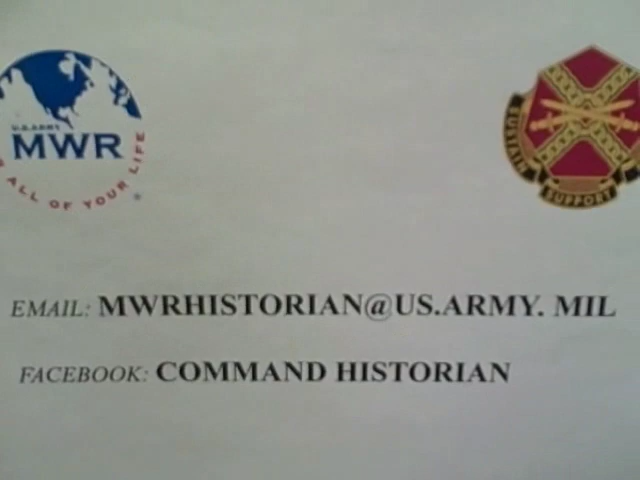 U.S. ARMY
MWR
ALL OF YOUR LIFE
SUSTAIN
SUPPORT
EMAIL: MWRHISTORIAN@US.ARMY. MIL
FACEBOOK: COMMAND HISTORIAN